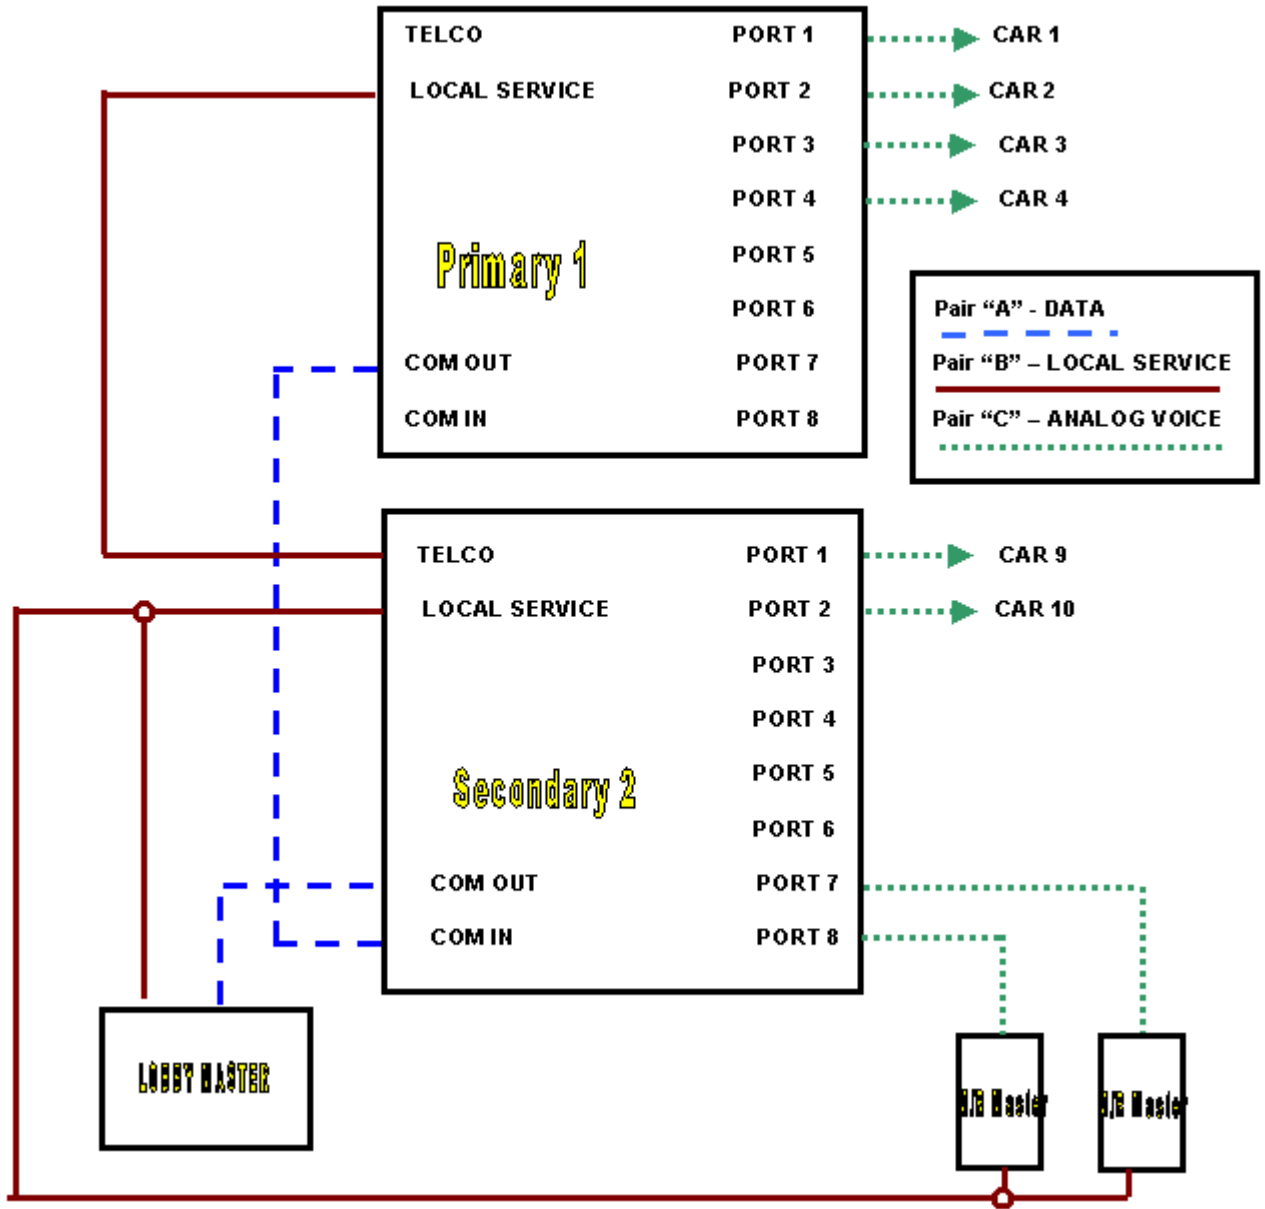 TELCO PORT 1 CAR 1
LOCAL SERVICE PORT 2 CAR 2
PORT 3 CAR 3
PORT 4 CAR 4
Primary 1 PORT 5
PORT 6
COM OUT PORT 7
COM IN PORT 8
Pair “A” - DATA
Pair “B” – LOCAL SERVICE
Pair “C” – ANALOG VOICE
TELCO PORT 1 CAR 9
LOCAL SERVICE PORT 2 CAR 10
PORT 3
PORT 4
Secondary 2 PORT 5
PORT 6
COM OUT PORT 7
COM IN PORT 8
LOBBY MASTER
M/R Master
M/R Master